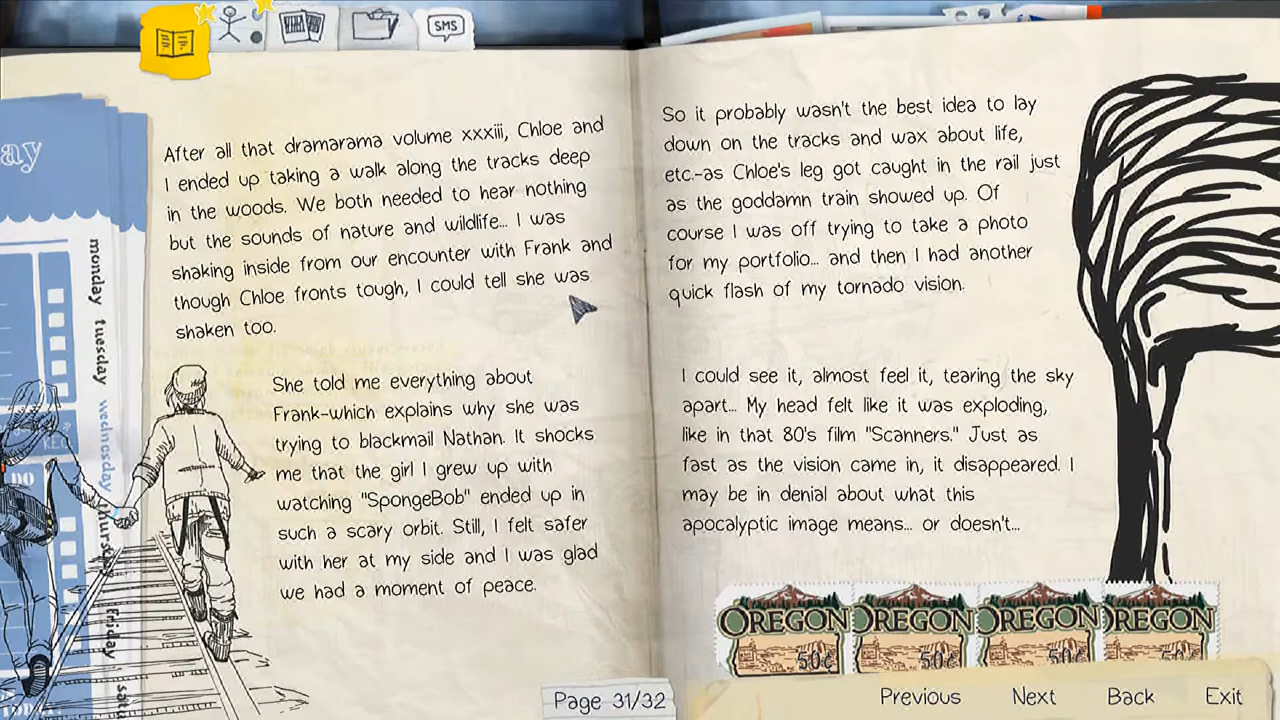 SMS
ay
monday tuesday wednesday thursday friday satu
After all that dramarama volume xxxiii, Chloe and
I ended up taking a walk along the tracks deep
in the woods. We both needed to hear nothing
but the sounds of nature and wildlife... I was
shaking inside from our encounter with Frank and
though Chloe fronts tough, I could tell she was
shaken too.
She told me everything about
Frank-which explains why she was
trying to blackmail Nathan. It shocks
me that the girl I grew up with
watching "SpongeBob" ended up in
such a scary orbit. Still, I felt safer
with her at my side and I was glad
we had a moment of peace.
So it probably wasn't the best idea to lay
down on the tracks and wax about life,
etc.-as Chloe's leg got caught in the rail just
as the goddamn train showed up. Of
course I was off trying to take a photo
for my portfolio... and then I had another
quick flash of my tornado vision.
I could see it, almost feel it, tearing the sky
apart... My head felt like it was exploding,
like in that 80s film "Scanners." Just as
fast as the vision came in, it disappeared. I
may be in denial about what this
apocalyptic image means... or doesn't...
OREGON OREGON OREGON OREGON
50¢ 50¢ 50¢ 50¢
Page 31/32
Previous Next Back Exit